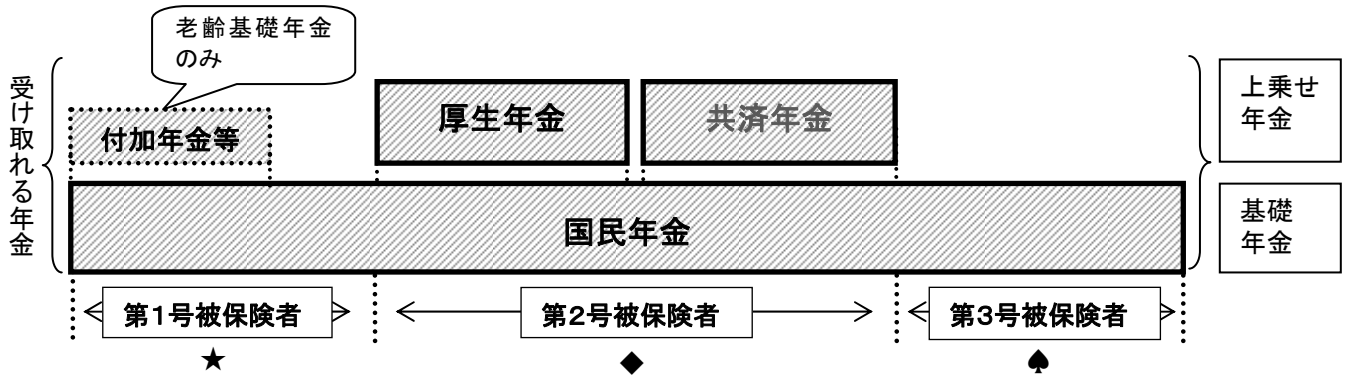 老齢基礎年金
のみ
受け取れる年金
付加年金等
厚生年金
共済年金
上乗せ
年金
国民年金
基礎
年金
第1号被保険者
第2号被保険者
第3号被保険者
★
◆
♠